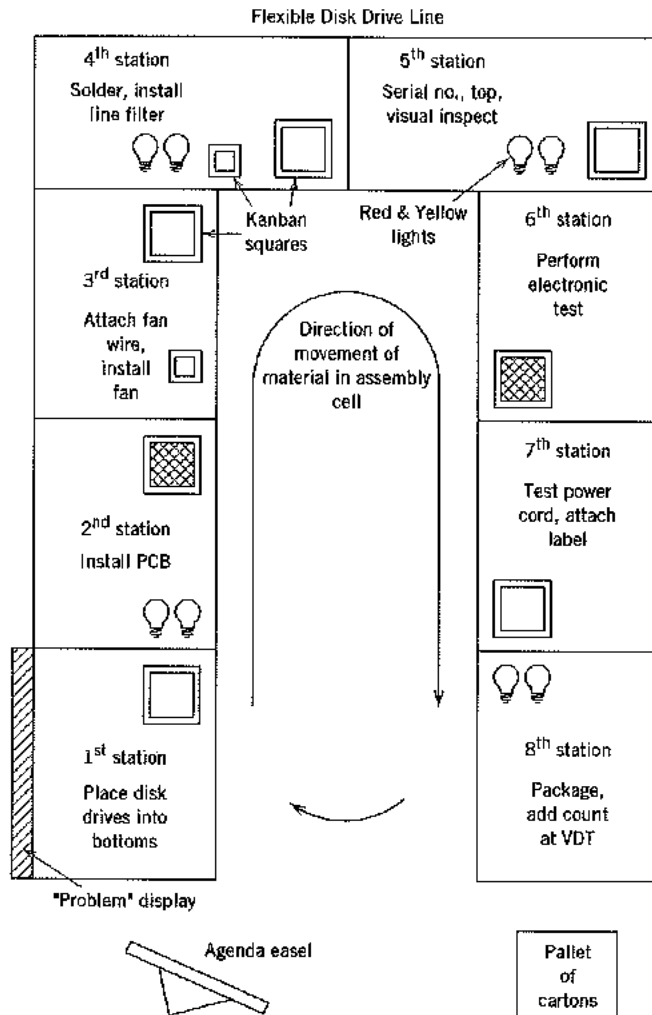 Flexible Disk Drive Line
4th station
Solder, install
line filter
5th station
Serial no., top,
visual inspect
Kanban
squares
Red & Yellow
lights
3rd station
Attach fan
wire,
install
fan
6th station
Perform
electronic
test
Direction of
movement of
material in assembly
cell
2nd station
Install PCB
7th station
Test power
cord, attach
label
1st station
Place disk
drives into
bottoms
8th station
Package,
add count
at VDT
"Problem" display
Agenda easel
Pallet
of
cartons